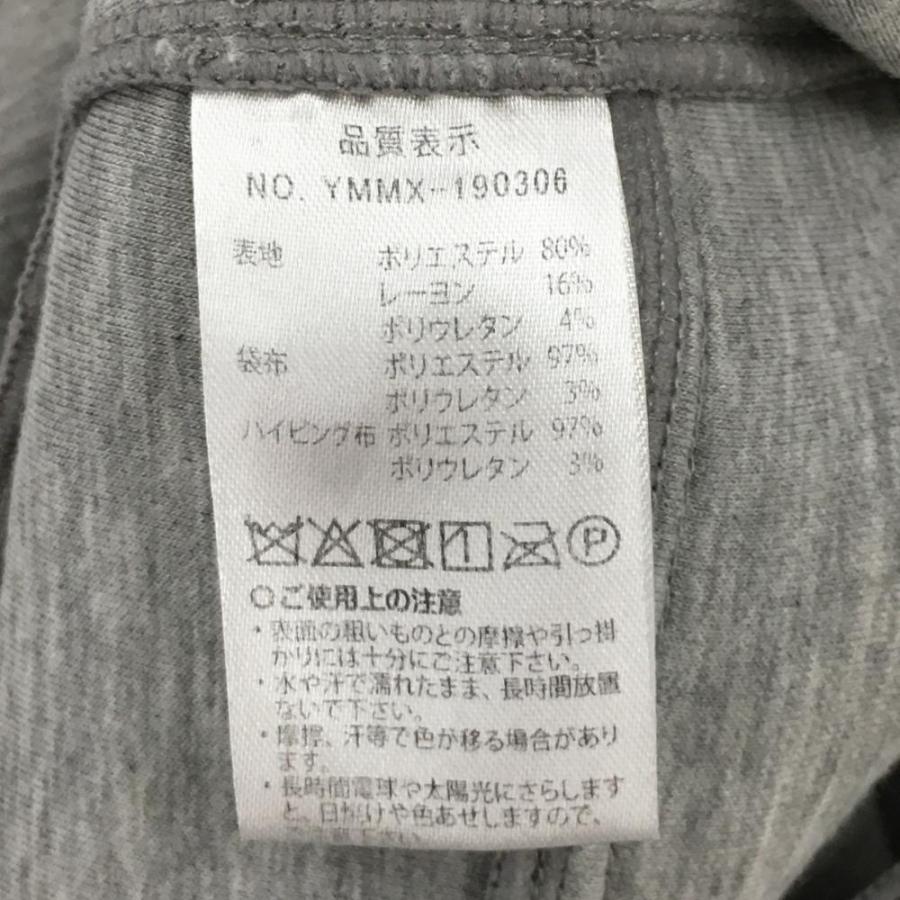 品質表示
NO. YMMX-190306
表地 ポリエステル 80%
レーヨン 16%
ポリウレタン 4%
袋布 ポリエステル 97%
ポリウレタン 3%
パイピング布 ポリエステル 97%
ポリウレタン 3%
P
○ご使用上の注意
・表面の粗いものとの摩擦や引っ掛
かりには十分にご注意下さい。
・水や汗で濡れたまま、長時間放置
ないで下さい。
・摩擦、汗等で色が移る場合があり
ます。
・長時間電球や太陽光にさらします
と、日がけや色あせしますので、